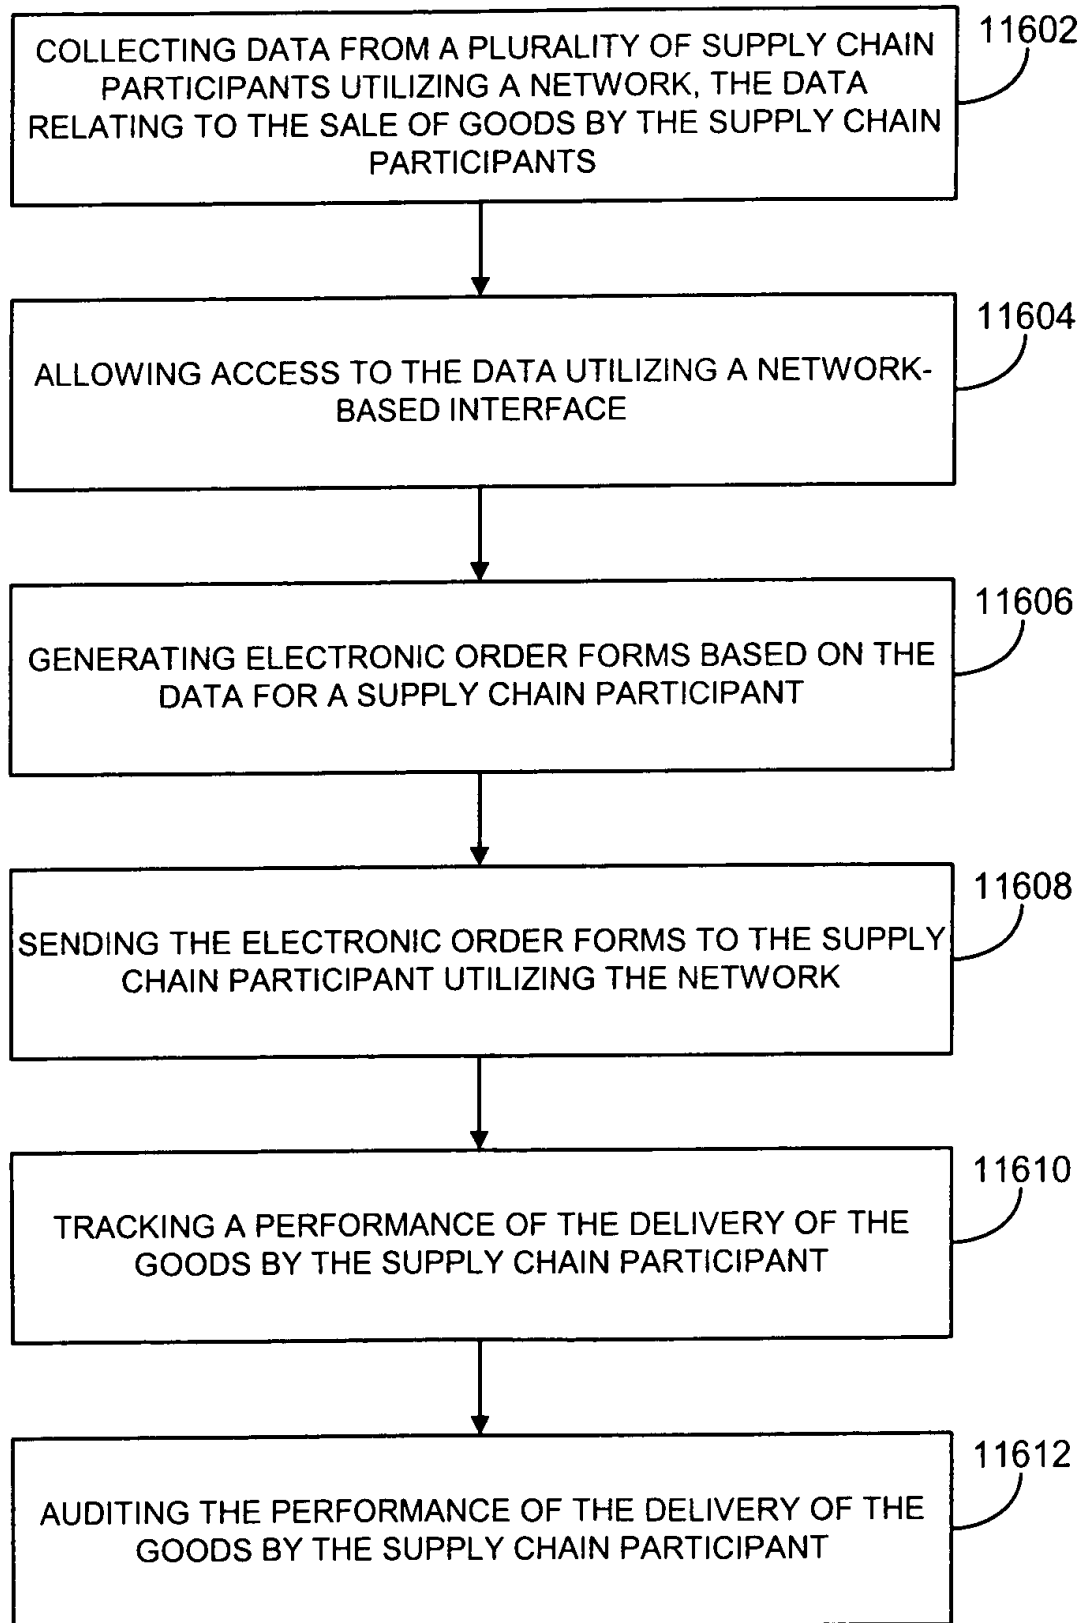 11602
COLLECTING DATA FROM A PLURALITY OF SUPPLY CHAIN
PARTICIPANTS UTILIZING A NETWORK, THE DATA
RELATING TO THE SALE OF GOODS BY THE SUPPLY CHAIN
PARTICIPANTS
11604
ALLOWING ACCESS TO THE DATA UTILIZING A NETWORK-
BASED INTERFACE
11606
GENERATING ELECTRONIC ORDER FORMS BASED ON THE
DATA FOR A SUPPLY CHAIN PARTICIPANT
11608
SENDING THE ELECTRONIC ORDER FORMS TO THE SUPPLY
CHAIN PARTICIPANT UTILIZING THE NETWORK
11610
TRACKING A PERFORMANCE OF THE DELIVERY OF THE
GOODS BY THE SUPPLY CHAIN PARTICIPANT
11612
AUDITING THE PERFORMANCE OF THE DELIVERY OF THE
GOODS BY THE SUPPLY CHAIN PARTICIPANT